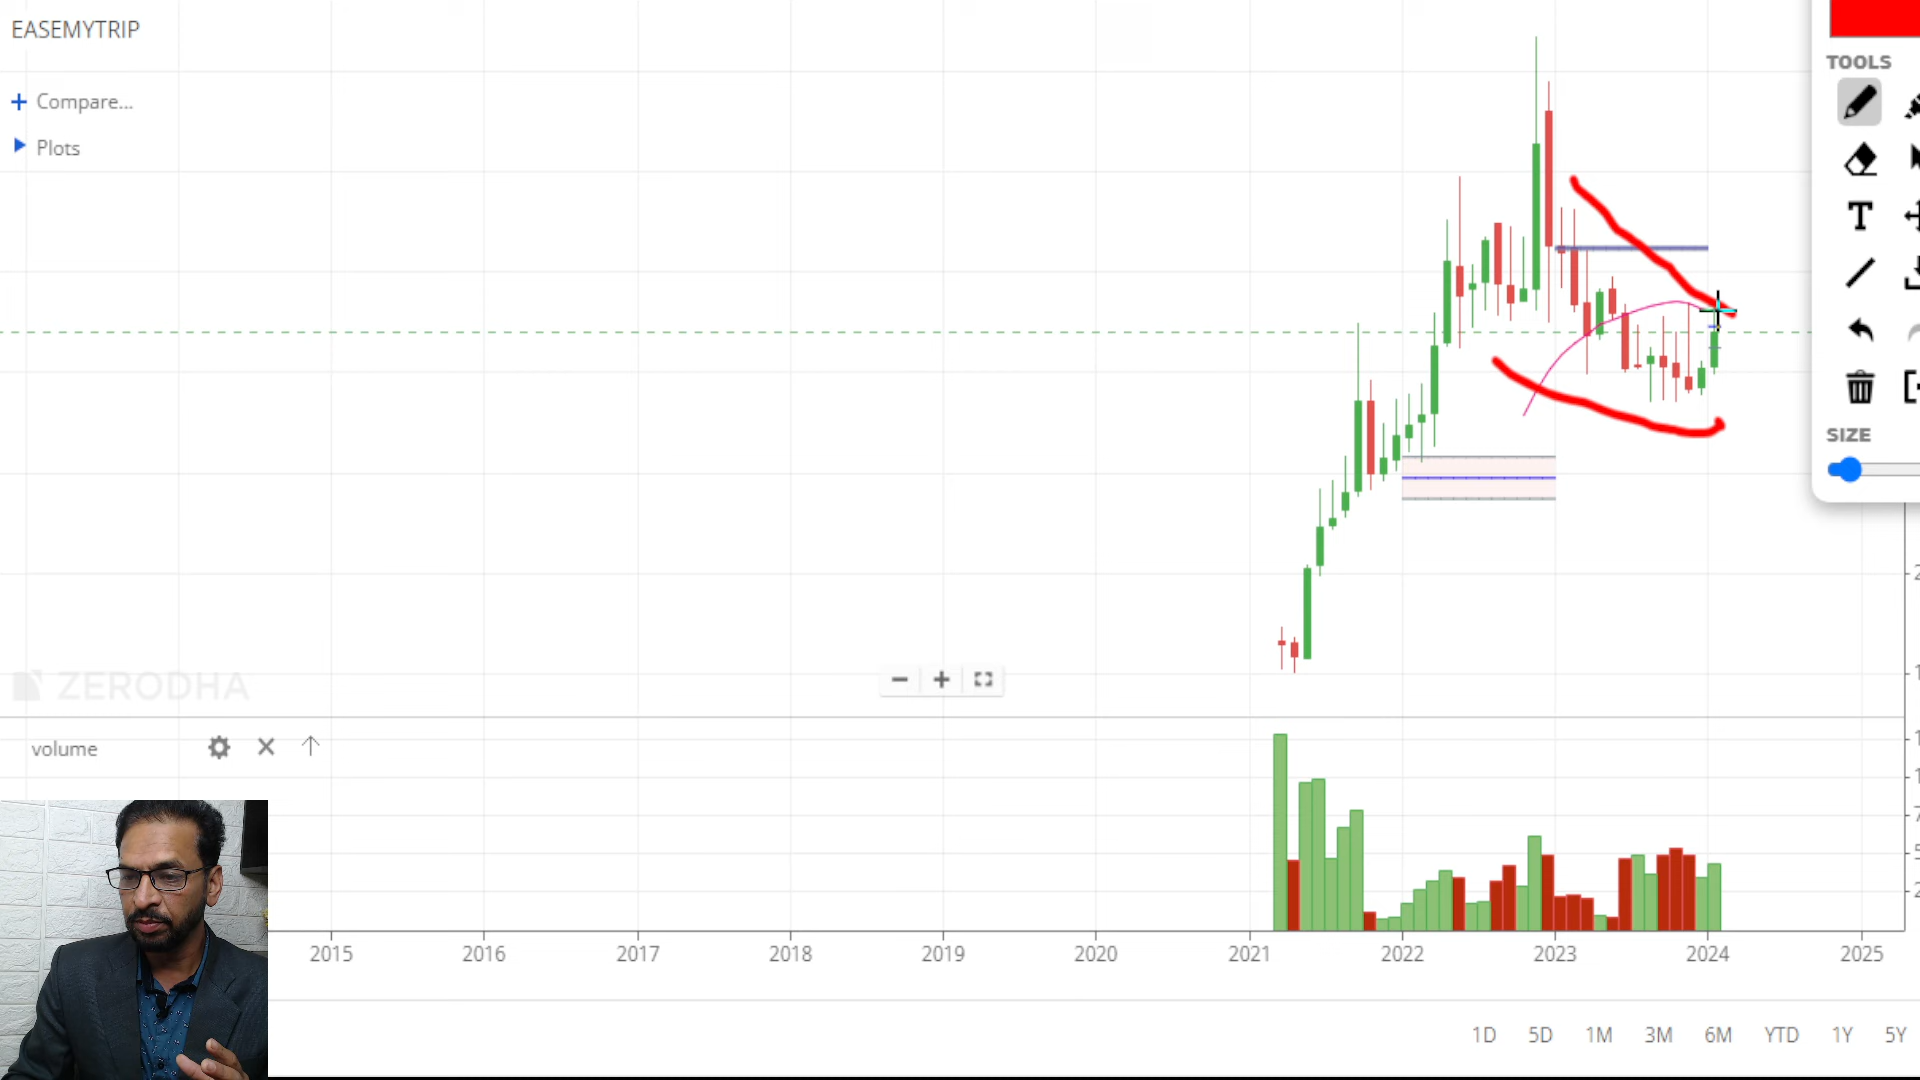 EASEMYTRIP
TOOLS
+ Compare...
Plots
T
SIZE
ZERODHA
volume
2015 2016 2017 2018 2019 2020 2021 2022 2023 2024 2025
1D 5D 1M 3M 6M YTD 1Y 5Y